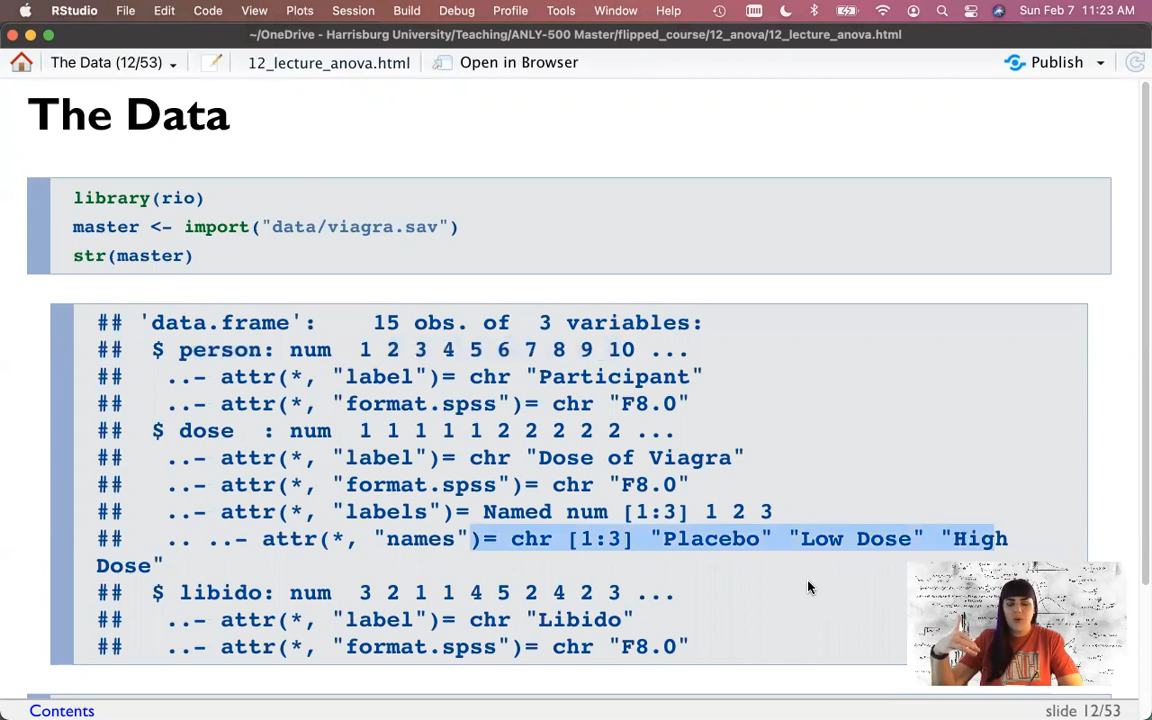 RStudio File Edit Code View Plots Session Build Debug Profile Tools Window Help Sun Feb 7 11:23 AM
~/OneDrive - Harrisburg University/Teaching/ANLY-500 Master/flipped_course/12_anova/12_lecture_anova.html
The Data (12/53) 12_lecture_anova.html Open in Browser Publish
The Data
library(rio)
master <- import("data/viagra.sav")
str(master)
## 'data.frame':    15 obs. of  3 variables:
##  $ person: num  1 2 3 4 5 6 7 8 9 10 ...
##   ..- attr(*, "label")= chr "Participant"
##   ..- attr(*, "format.spss")= chr "F8.0"
##  $ dose  : num  1 1 1 1 1 2 2 2 2 2 ...
##   ..- attr(*, "label")= chr "Dose of Viagra"
##   ..- attr(*, "format.spss")= chr "F8.0"
##   ..- attr(*, "labels")= Named num [1:3] 1 2 3
##   .. ..- attr(*, "names")= chr [1:3] "Placebo" "Low Dose" "High
Dose"
##  $ libido: num  3 2 1 1 4 5 2 4 2 3 ...
##   ..- attr(*, "label")= chr "Libido"
##   ..- attr(*, "format.spss")= chr "F8.0"
Contents slide 12/53